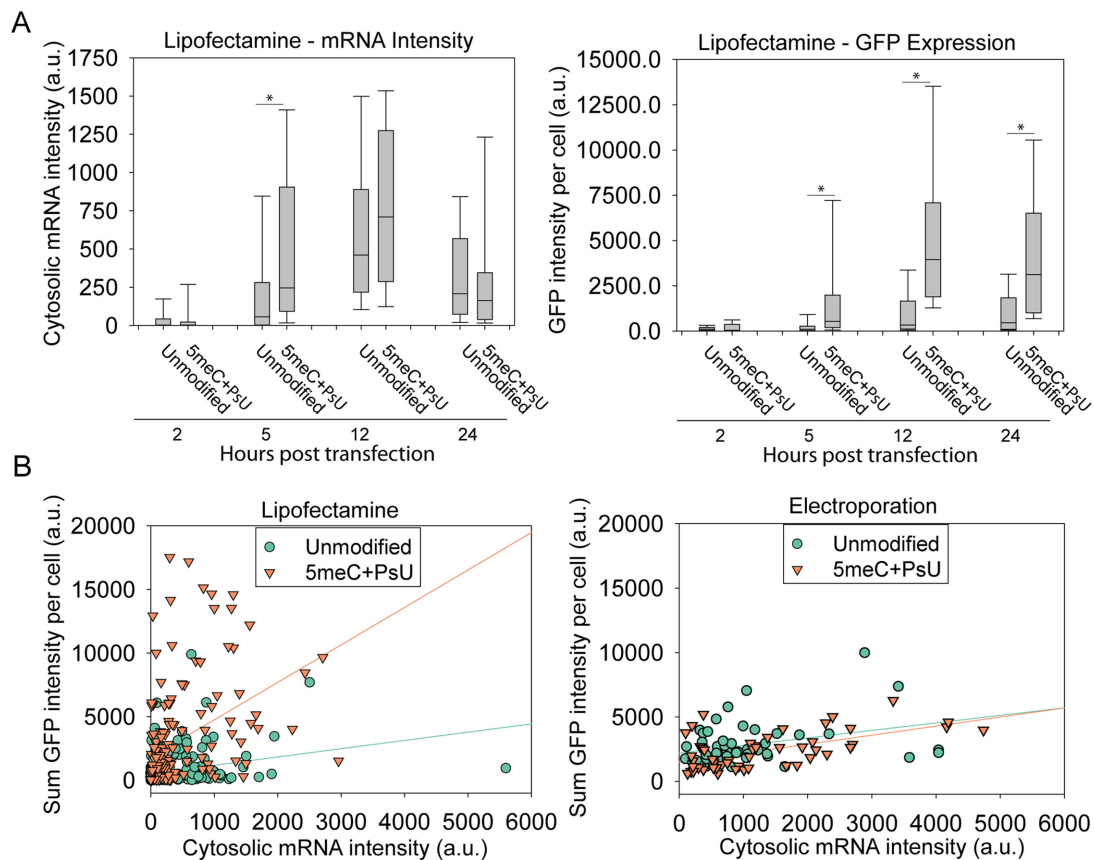 A
Lipofectamine - mRNA Intensity
Cytosolic mRNA intensity (a.u.)
1750
1500
1250
1000
750
500
250
0
*
Unmodified
5meC+PsU
Unmodified
5meC+PsU
Unmodified
5meC+PsU
Unmodified
5meC+PsU
2 5 12 24
Hours post transfection
Lipofectamine - GFP Expression
GFP intensity per cell (a.u.)
15000.0
12500.0
10000.0
7500.0
5000.0
2500.0
0.0
*
*
*
Unmodified
5meC+PsU
Unmodified
5meC+PsU
Unmodified
5meC+PsU
Unmodified
5meC+PsU
2 5 12 24
Hours post transfection
B
Lipofectamine
Sum GFP intensity per cell (a.u.)
20000
15000
10000
5000
0
Unmodified
5meC+PsU
0 1000 2000 3000 4000 5000 6000
Cytosolic mRNA intensity (a.u.)
Electroporation
Sum GFP intensity per cell (a.u.)
20000
15000
10000
5000
0
Unmodified
5meC+PsU
0 1000 2000 3000 4000 5000 6000
Cytosolic mRNA intensity (a.u.)